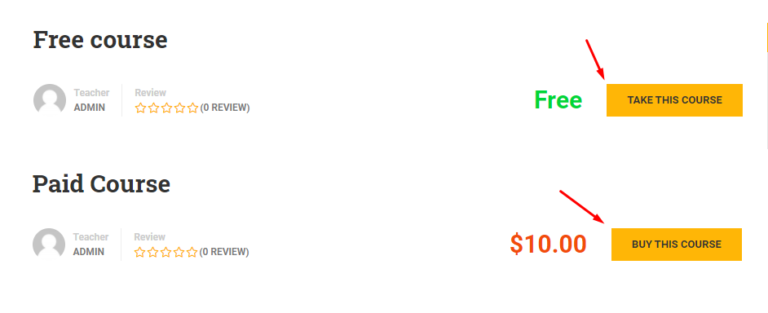 Free course
Teacher Review
ADMIN (0 REVIEW) Free TAKE THIS COURSE
Paid Course
Teacher Review
ADMIN (0 REVIEW) $10.00 BUY THIS COURSE